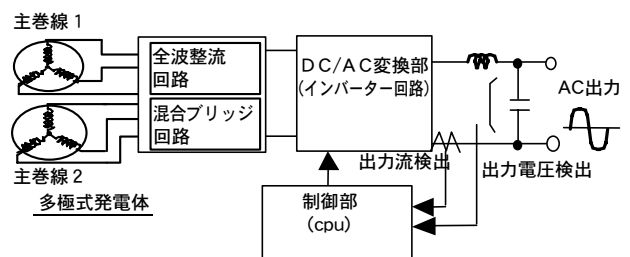 主巻線1
全波整流
回路
混合ブリッジ
回路
主巻線2
多極式発電体
DC/AC変換部
(インバーター回路)
AC出力
出力流検出
出力電圧検出
制御部
(cpu)